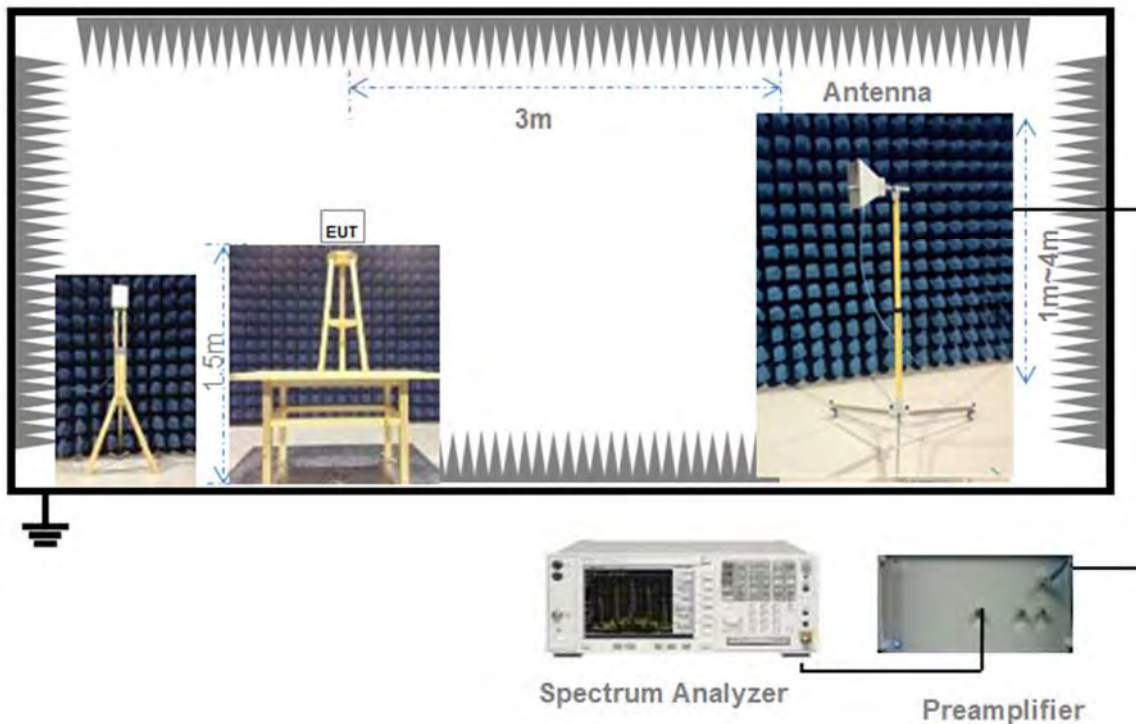 Antenna
3m
EUT
1.5m
1m~4m
Spectrum Analyzer
Preamplifier